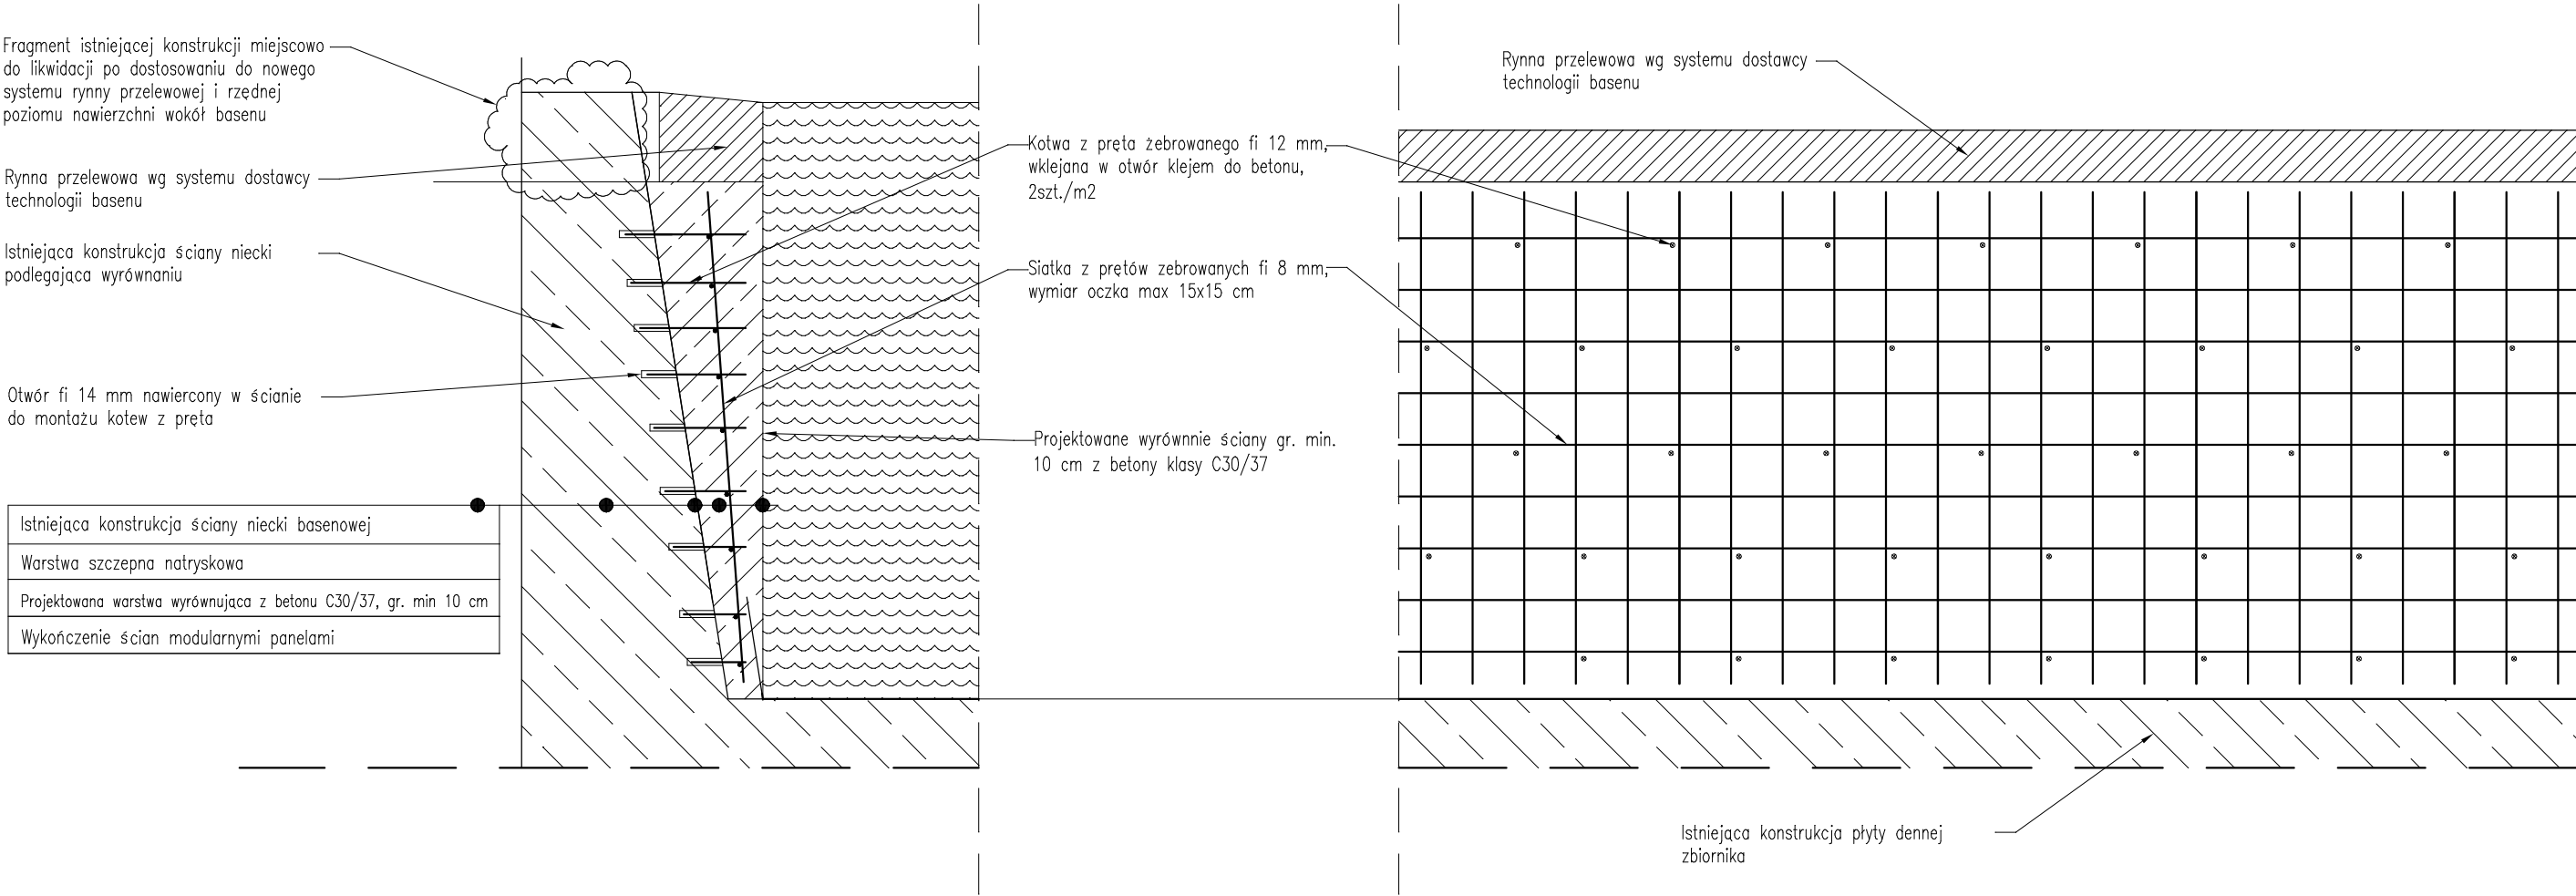 Fragment istniejącej konstrukcji miejscowo
do likwidacji po dostosowaniu do nowego
systemu rynny przelewowej i rzędnej
poziomu nawierzchni wokół basenu
Rynna przelewowa wg systemu dostawcy
technologii basenu
Istniejąca konstrukcja ściany niecki
podlegająca wyrównaniu
Otwór fi 14 mm nawiercony w ścianie
do montażu kotew z pręta
Istniejąca konstrukcja ściany niecki basenowej
Warstwa szczepna natryskowa
Projektowana warstwa wyrównująca z betonu C30/37, gr. min 10 cm
Wykończenie ścian modularnymi panelami
Kotwa z pręta żebrowanego fi 12 mm,
wklejana w otwór klejem do betonu,
2szt./m2
Siatka z prętów zebrowanych fi 8 mm,
wymiar oczka max 15x15 cm
Projektowane wyrównnie ściany gr. min.
10 cm z betony klasy C30/37
Rynna przelewowa wg systemu dostawcy
technologii basenu
Istniejąca konstrukcja płyty dennej
zbiornika